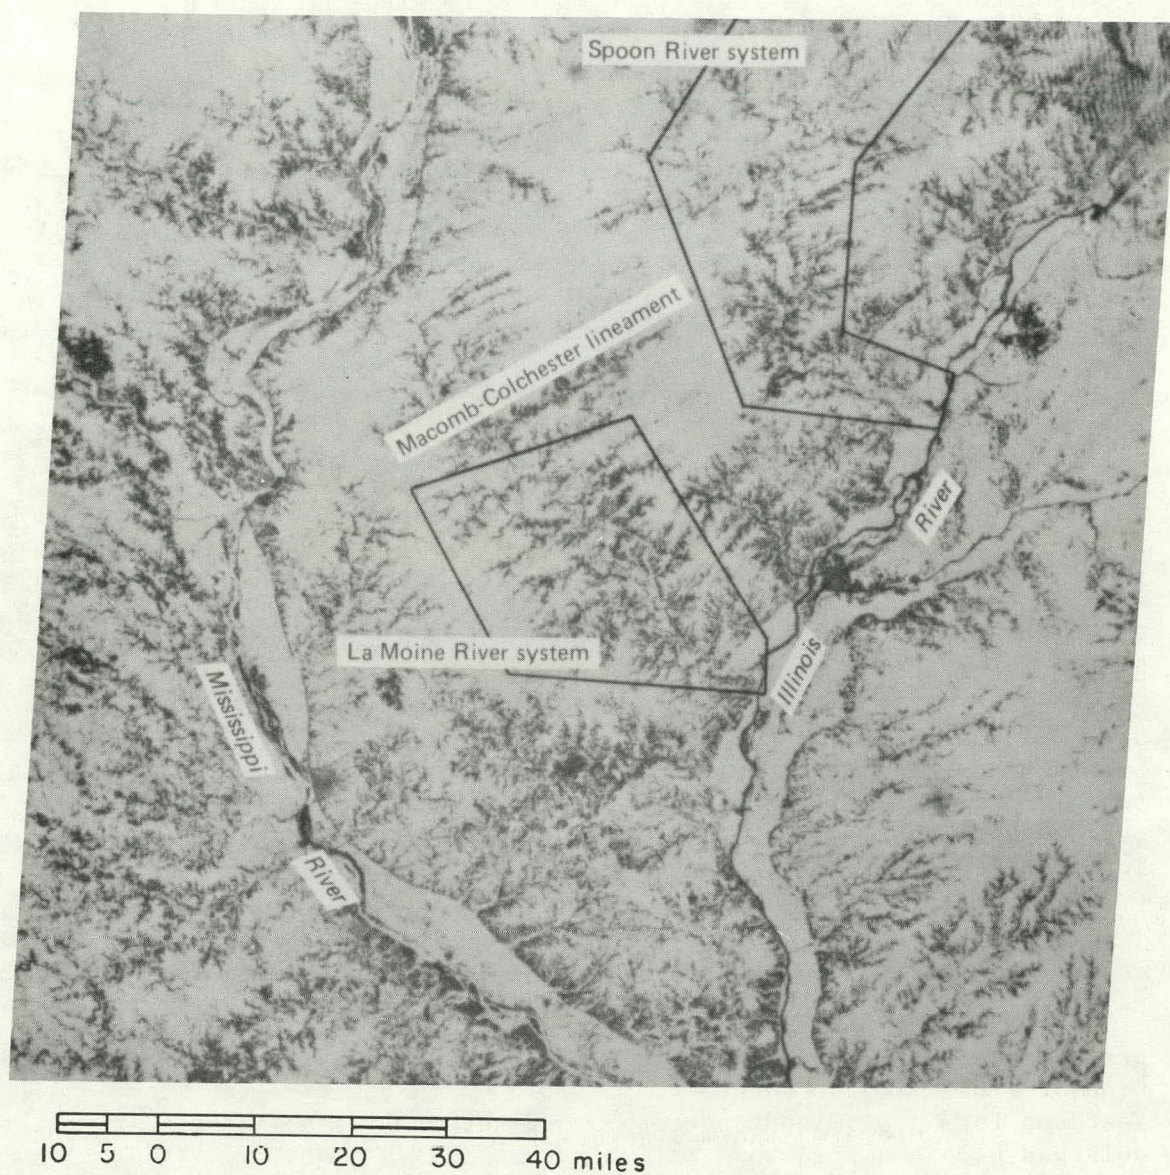 Spoon River system
Macomb-Colchester lineament
River
La Moine River system
Illinois
Mississippi
River
10 5 0 10 20 30 40 miles